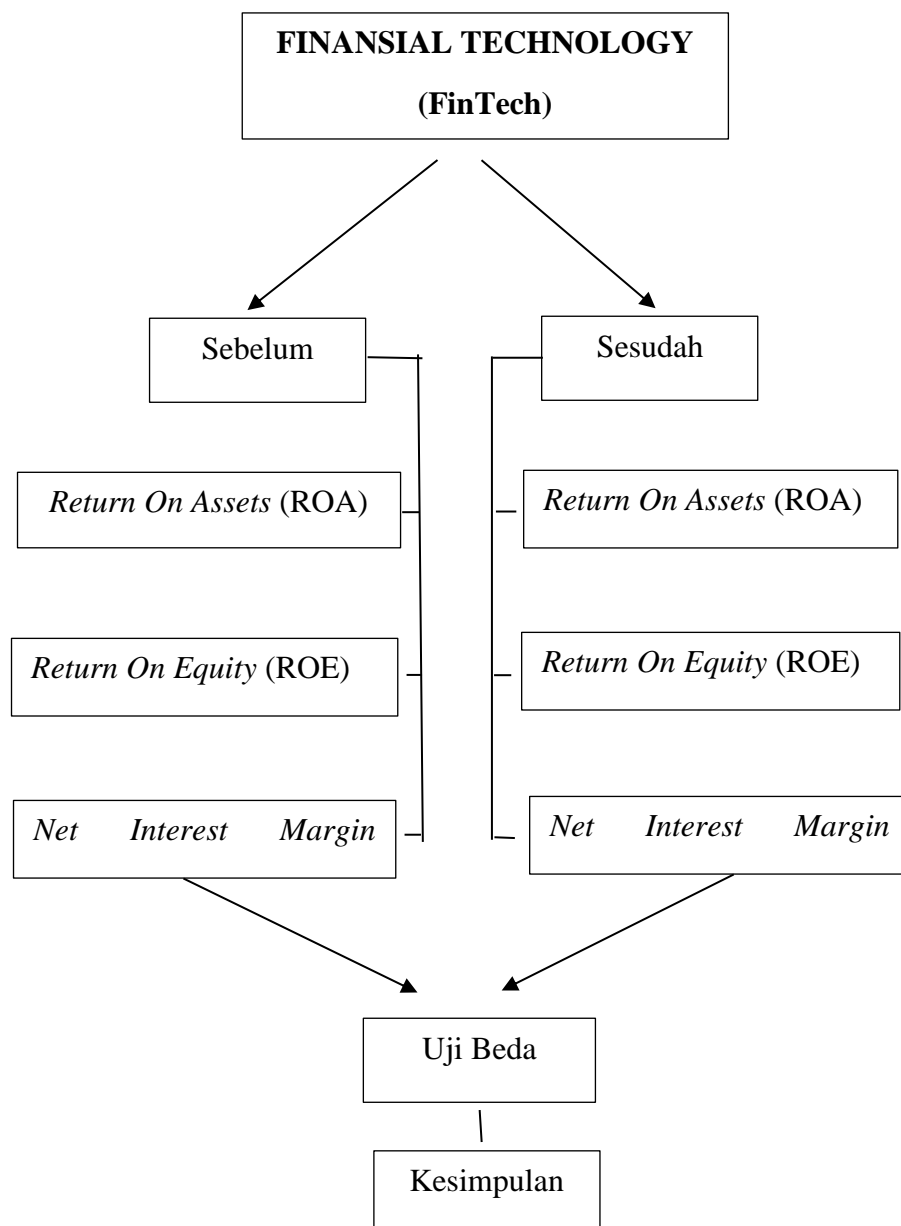 FINANSIAL TECHNOLOGY
(FinTech)
Sebelum
Sesudah
Return On Assets (ROA)
Return On Assets (ROA)
Return On Equity (ROE)
Return On Equity (ROE)
Net Interest Margin
Net Interest Margin
Uji Beda
Kesimpulan